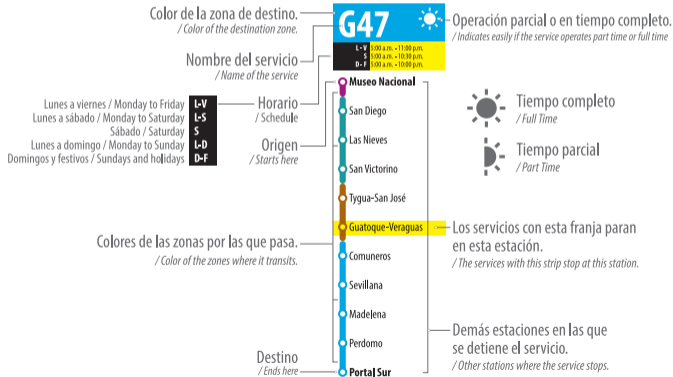 Color de la zona de destino.
/ Color of the destination zone.
G47
Operación parcial o en tiempo completo.
/ Indicates easily if the service operates part time or full time
Nombre del servicio
/ Name of the service
L - V 5:00 a.m. - 11:00 p.m.
S 5:00 a.m. - 10:30 p.m.
D - F 5:00 a.m. - 10:00 p.m.
Horario
/ Schedule
Lunes a viernes / Monday to Friday L-V
Lunes a sábado / Monday to Saturday L-S
Sábado / Saturday S
Lunes a domingo / Monday to Sunday L-D
Domingos y festivos / Sundays and holidays D-F
Origen
/ Starts here
Museo Nacional
San Diego
Las Nieves
San Victorino
Tygua-San José
Guatoque-Veraguas
Comuneros
Sevillana
Madelena
Perdomo
Portal Sur
Tiempo completo
/ Full Time
Tiempo parcial
/ Part Time
Colores de las zonas por las que pasa.
/ Color of the zones where it transits.
Los servicios con esta franja paran
en esta estación.
/ The services with this strip stop at this station.
Demás estaciones en las que
se detiene el servicio.
/ Other stations where the service stops.
Destino
/ Ends here